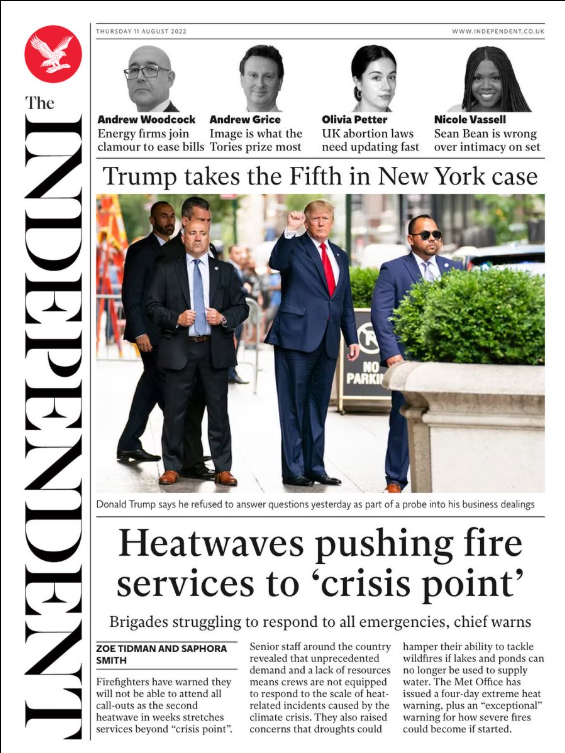 THURSDAY 11 AUGUST 2022
WWW.INDEPENDENT.CO.UK
The
INDEPENDENT
Andrew Woodcock
Energy firms join
clamour to ease bills
Andrew Grice
Image is what the
Tories prize most
Olivia Petter
UK abortion laws
need updating fast
Nicole Vassell
Sean Bean is wrong
over intimacy on set
Trump takes the Fifth in New York case
NO
PARKIN
Donald Trump says he refused to answer questions yesterday as part of a probe into his business dealings
Heatwaves pushing fire
services to ‘crisis point’
Brigades struggling to respond to all emergencies, chief warns
ZOE TIDMAN AND SAPHORA
SMITH
Firefighters have warned they
will not be able to attend all
call-outs as the second
heatwave in weeks stretches
services beyond “crisis point”.
Senior staff around the country
revealed that unprecedented
demand and a lack of resources
means crews are not equipped
to respond to the scale of heat-
related incidents caused by the
climate crisis. They also raised
concerns that droughts could
hamper their ability to tackle
wildfires if lakes and ponds can
no longer be used to supply
water. The Met Office has
issued a four-day extreme heat
warning, plus an “exceptional”
warning for how severe fires
could become if started.